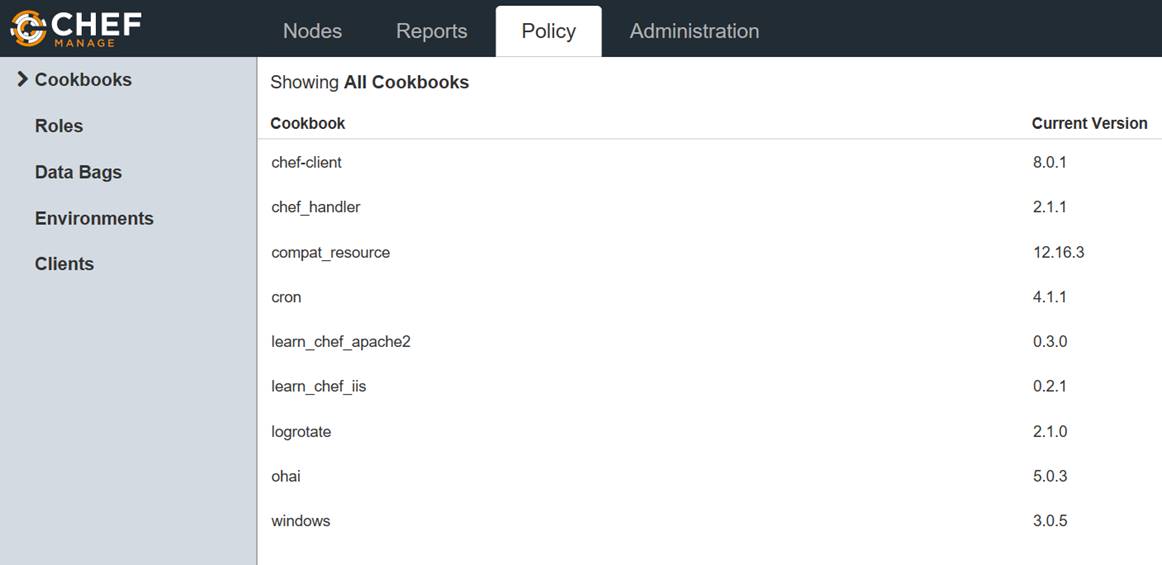 CHEF
MANAGE
Nodes Reports Policy Administration
Cookbooks
Roles
Data Bags
Environments
Clients
Showing All Cookbooks
Cookbook Current Version
chef-client 8.0.1
chef_handler 2.1.1
compat_resource 12.16.3
cron 4.1.1
learn_chef_apache2 0.3.0
learn_chef_iis 0.2.1
logrotate 2.1.0
ohai 5.0.3
windows 3.0.5